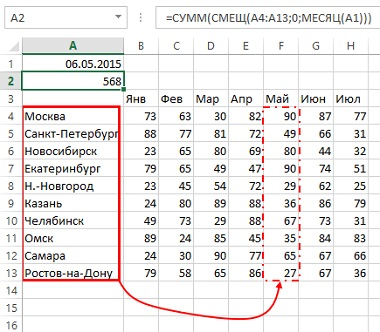 A2 =СУММ(СМЕЩ(A4:A13;0;МЕСЯЦ(A1)))
A B C D E F G H
1 06.05.2015
2 568
3 Янв Фев Мар Апр Май Июн Июл
4 Москва 73 63 30 82 90 87 77
5 Санкт-Петербург 88 77 81 72 49 66 31
6 Новосибирск 23 65 80 69 80 44 32
7 Екатеринбург 79 65 49 47 90 74 51
8 Н.-Новгород 23 45 54 72 29 62 25
9 Казань 24 80 89 88 36 86 79
10 Челябинск 49 73 29 88 67 73 31
11 Омск 89 24 85 45 35 84 83
12 Самара 24 30 90 77 65 67 66
13 Ростов-на-Дону 79 58 65 86 27 67 36
14
15
16